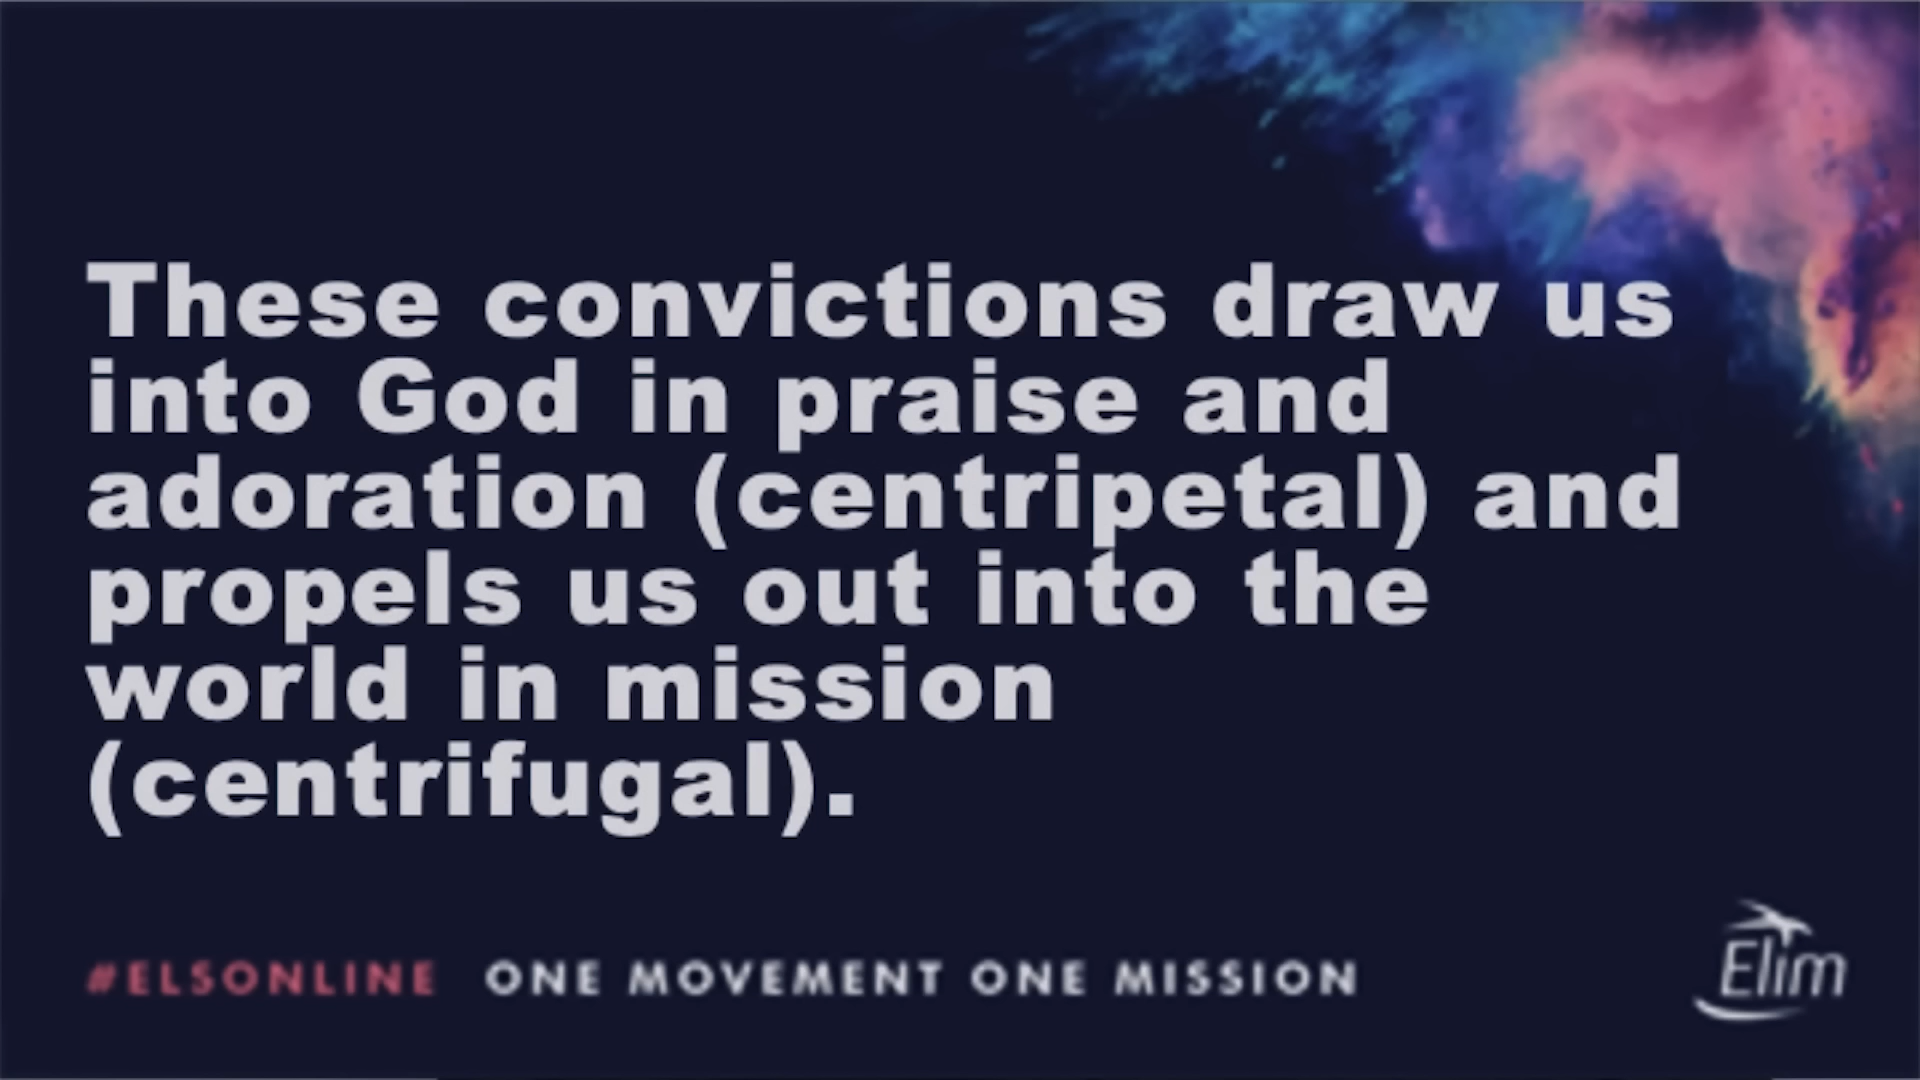 These convictions draw us
into God in praise and
adoration (centripetal) and
propels us out into the
world in mission
(centrifugal).
#ELSONLINE ONE MOVEMENT ONE MISSION
Elim